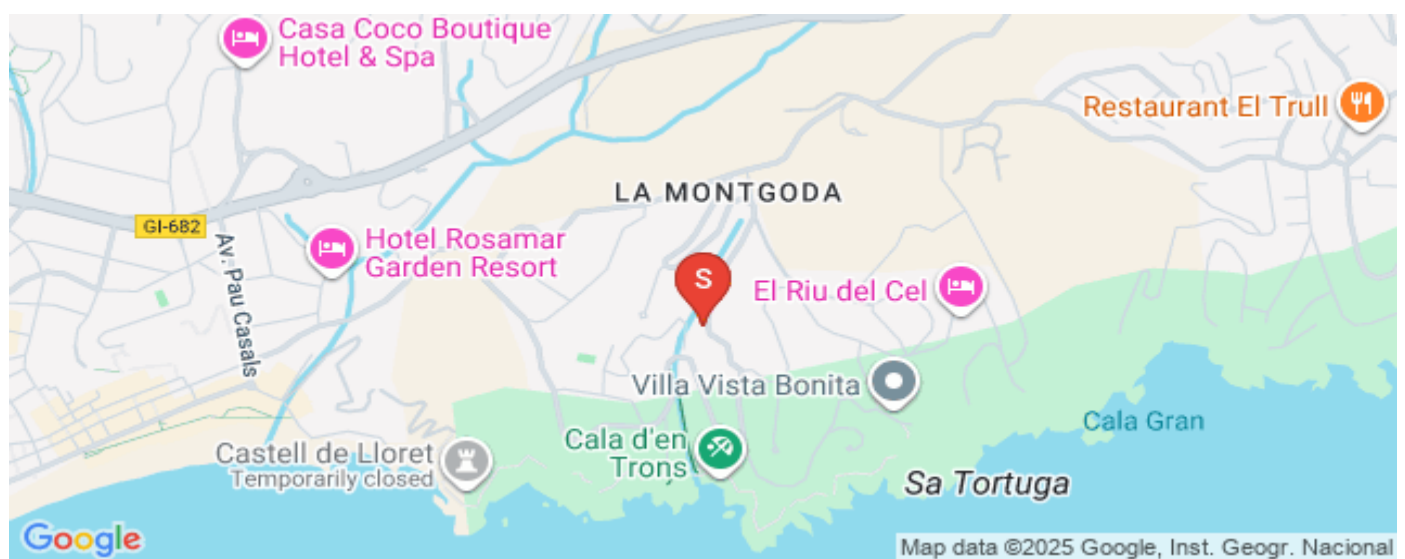 Casa Coco Boutique
Hotel & Spa
Restaurant El Trull
LA MONTGODA
GI-682
Av. Pau Casals
Hotel Rosamar
Garden Resort
S
El Riu del Cel
Villa Vista Bonita
Cala Gran
Cala d'en
Trons
Castell de Lloret
Temporarily closed
Sa Tortuga
Google
Map data ©2025 Google, Inst. Geogr. Nacional